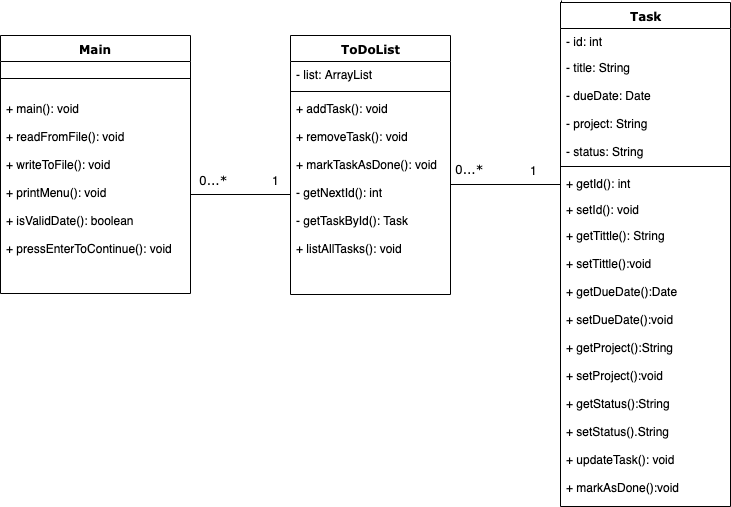 Main
+ main(): void
+ readFromFile(): void
+ writeToFile(): void
+ printMenu(): void
+ isValidDate(): boolean
+ pressEnterToContinue(): void
0...*
1
ToDoList
- list: ArrayList
+ addTask(): void
+ removeTask(): void
+ markTaskAsDone(): void
- getNextId(): int
- getTaskById(): Task
+ listAllTasks(): void
0...*
1
Task
- id: int
- title: String
- dueDate: Date
- project: String
- status: String
+ getId(): int
+ setId(): void
+ getTittle(): String
+ setTittle():void
+ getDueDate():Date
+ setDueDate():void
+ getProject():String
+ setProject():void
+ getStatus():String
+ setStatus().String
+ updateTask(): void
+ markAsDone():void